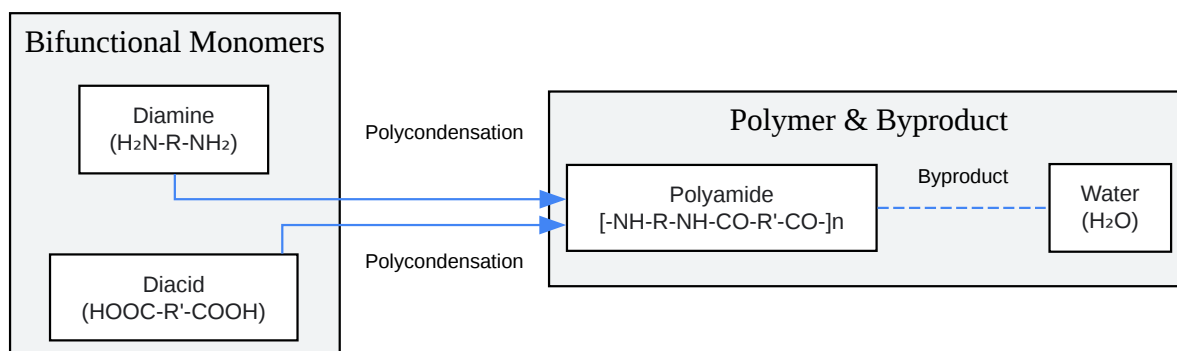 Bifunctional Monomers
Diamine
(H₂N-R-NH₂)
Polycondensation
Polymer & Byproduct
Polyamide
[-NH-R-NH-CO-R'-CO-]n
Byproduct
Water
(H₂O)
Polycondensation
Diacid
(HOOC-R'-COOH)